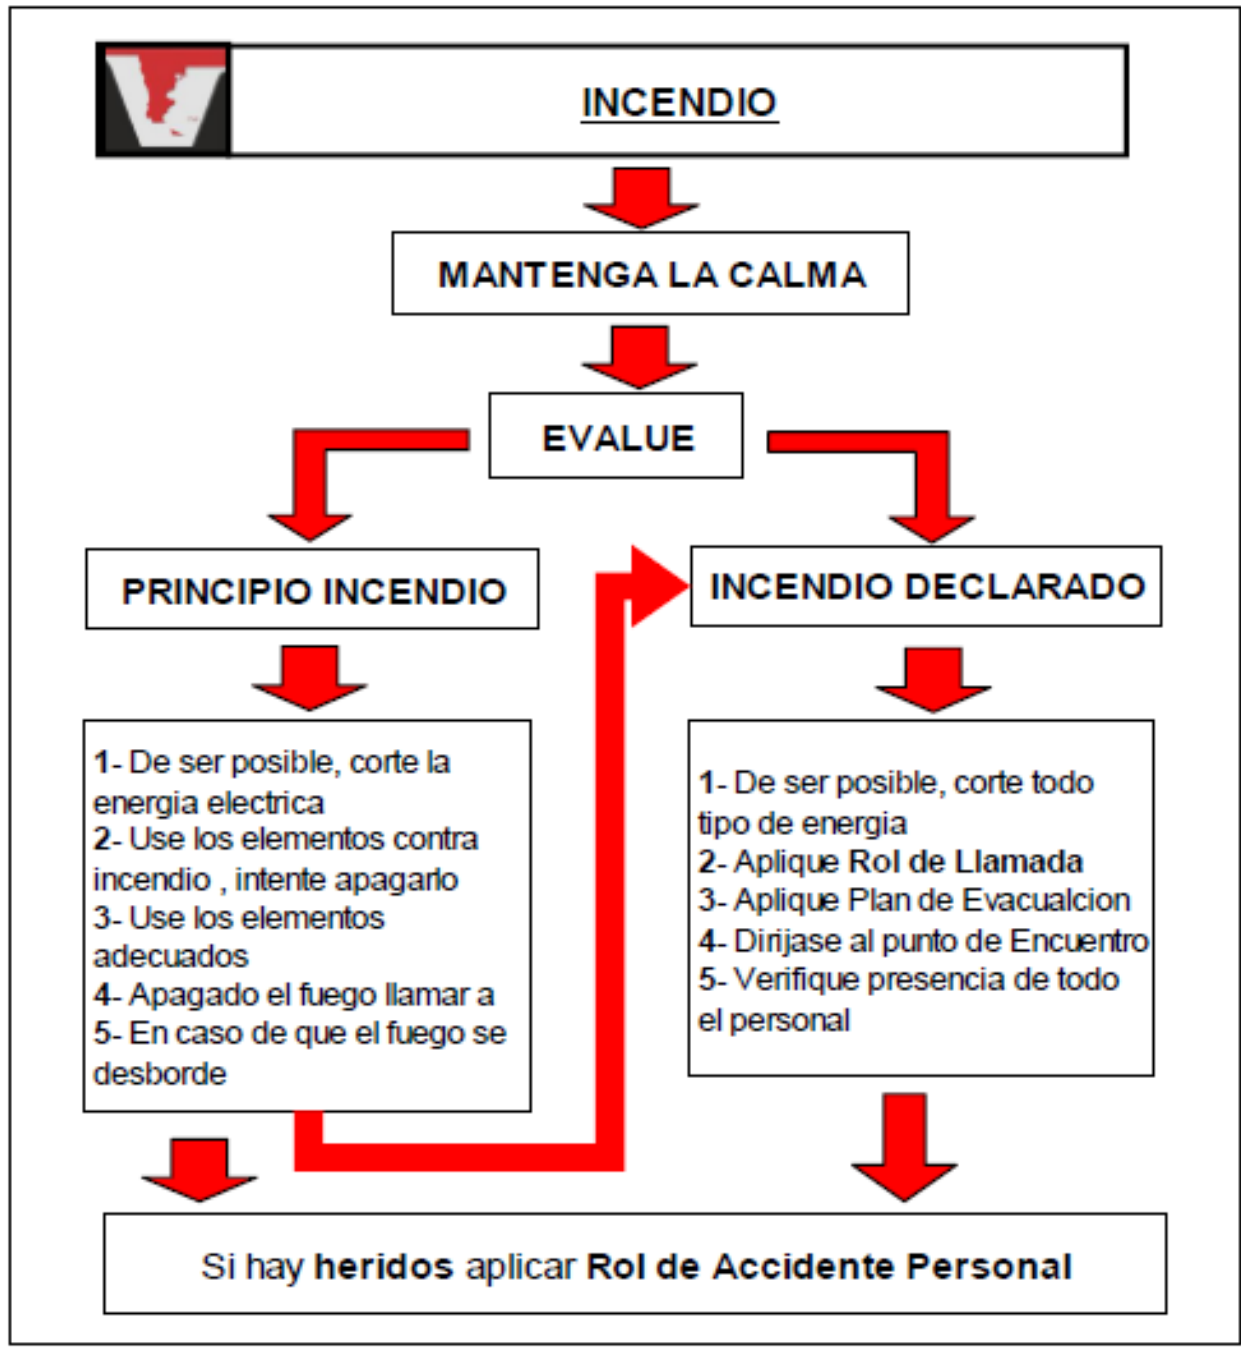 INCENDIO
MANTENGA LA CALMA
EVALUE
PRINCIPIO INCENDIO
INCENDIO DECLARADO
1- De ser posible, corte la
energia electrica
2- Use los elementos contra
incendio , intente apagarlo
3- Use los elementos
adecuados
4- Apagado el fuego llamar a
5- En caso de que el fuego se
desborde
1- De ser posible, corte todo
tipo de energia
2- Aplique Rol de Llamada
3- Aplique Plan de Evacualcion
4- Dirijase al punto de Encuentro
5- Verifique presencia de todo
el personal
Si hay heridos aplicar Rol de Accidente Personal